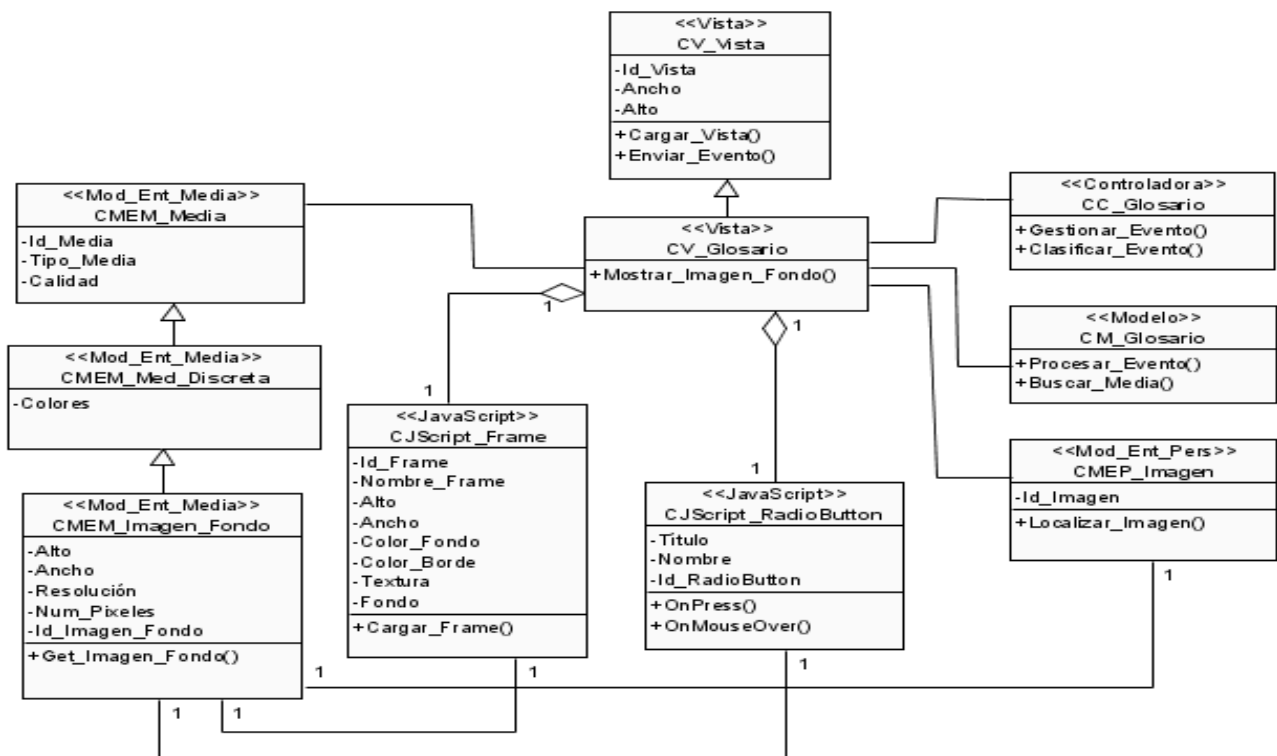 <<Vista>>
CV_Vista
-Id_Vista
-Ancho
-Alto
+Cargar_Vista()
+Enviar_Evento()
<<Mod_Ent_Media>>
CMEM_Media
-Id_Media
-Tipo_Media
-Calidad
<<Vista>>
CV_Glosario
+Mostrar_Imagen_Fondo()
1
1
<<Controladora>>
CC_Glosario
+Gestionar_Evento()
+Clasificar_Evento()
<<Modelo>>
CM_Glosario
+Procesar_Evento()
+Buscar_Media()
<<Mod_Ent_Media>>
CMEM_Med_Discreta
-Colores
1
<<JavaScript>>
CJScript_Frame
-Id_Frame
-Nombre_Frame
-Alto
-Ancho
-Color_Fondo
-Color_Borde
-Textura
-Fondo
+Cargar_Frame()
1
1
<<JavaScript>>
CJScript_RadioButton
-Título
-Nombre
-Id_RadioButton
+OnPress()
+OnMouseOver()
1
<<Mod_Ent_Pers>>
CMEP_Imagen
-Id_Imagen
+Localizar_Imagen()
1
<<Mod_Ent_Media>>
CMEM_Imagen_Fondo
-Alto
-Ancho
-Resolución
-Num_Pixeles
-Id_Imagen_Fondo
+Get_Imagen_Fondo()
1
1
1